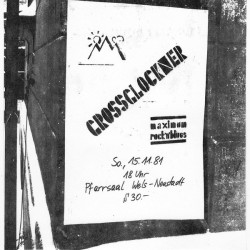 GROSSGLOCKNER
maximum
rock'n'blues
So, 15.11.81
18 Uhr
Pfarrsaal Wels-Neustadt
S 30.-